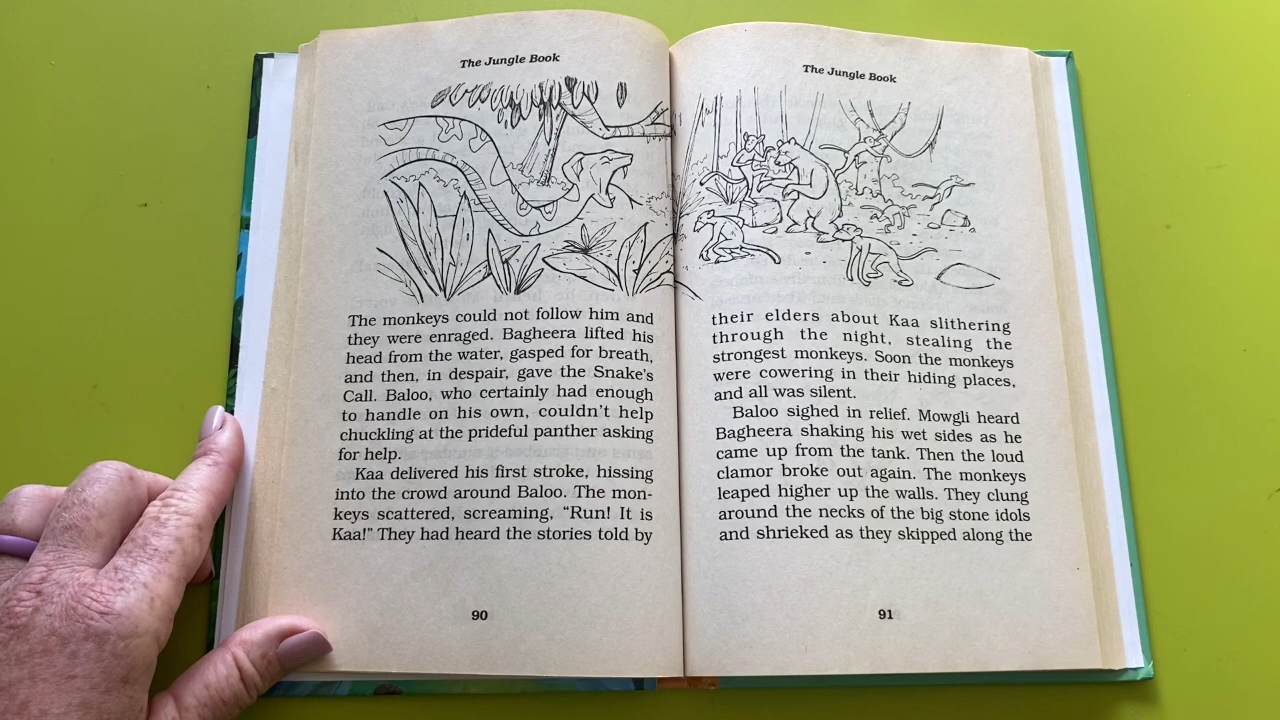 The Jungle Book
The monkeys could not follow him and
they were enraged. Bagheera lifted his
head from the water, gasped for breath,
and then, in despair, gave the Snake's
Call. Baloo, who certainly had enough
to handle on his own, couldn't help
chuckling at the prideful panther asking
for help.
Kaa delivered his first stroke, hissing
into the crowd around Baloo. The mon-
keys scattered, screaming, “Run! It is
Kaa!” They had heard the stories told by
90
The Jungle Book
their elders about Kaa slithering
through the night, stealing the
strongest monkeys. Soon the monkeys
were cowering in their hiding places,
and all was silent.
Baloo sighed in relief. Mowgli heard
Bagheera shaking his wet sides as he
came up from the tank. Then the loud
clamor broke out again. The monkeys
leaped higher up the walls. They clung
around the necks of the big stone idols
and shrieked as they skipped along the
91